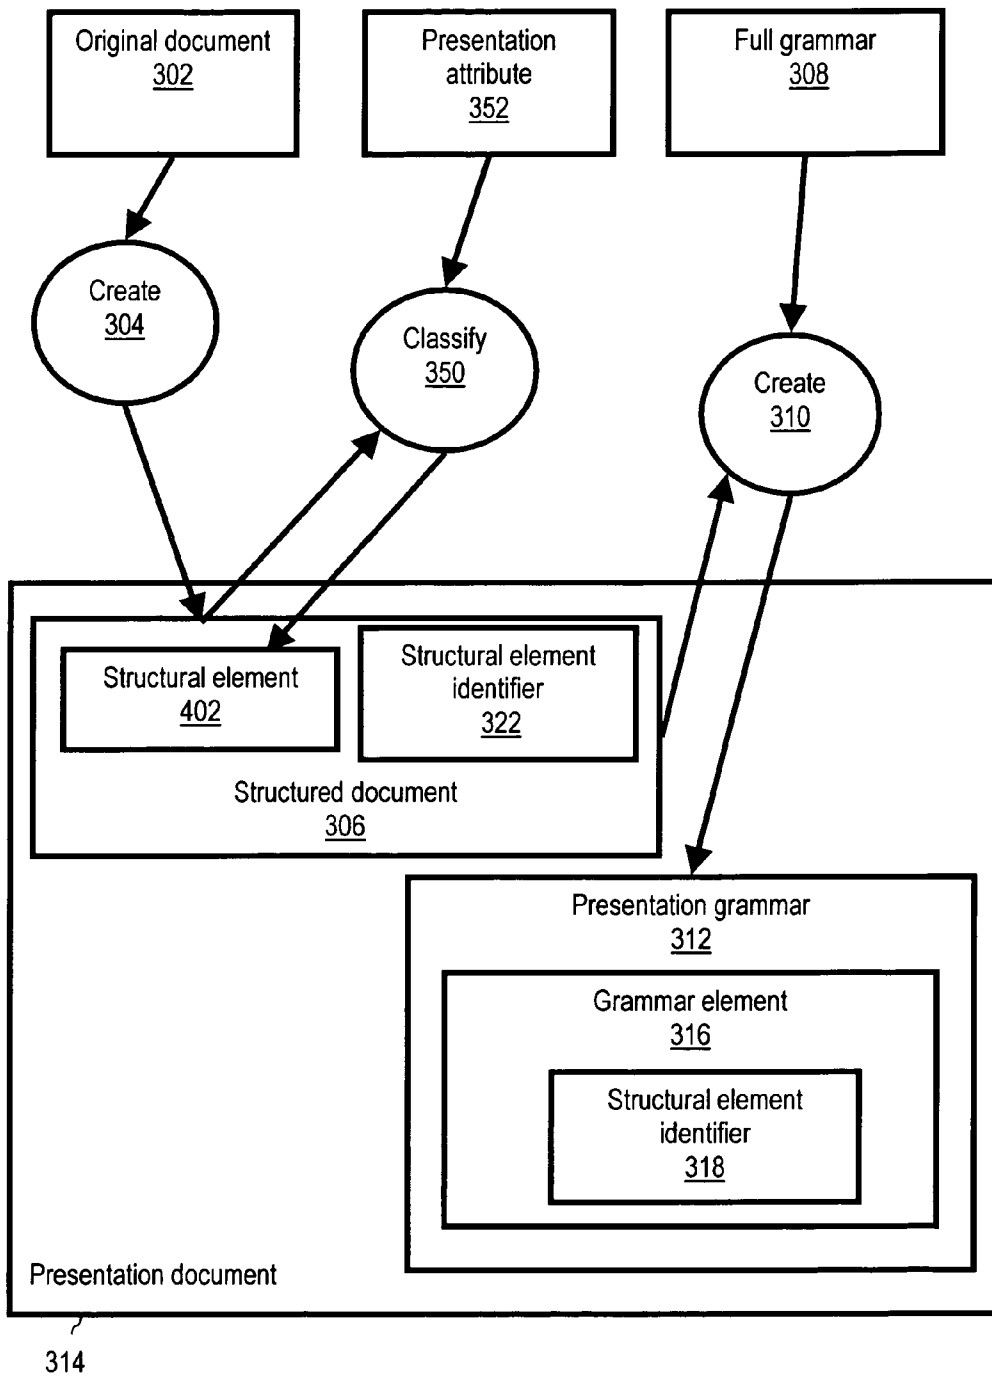 Original document
302
Presentation
attribute
352
Full grammar
308
Create
304
Classify
350
Create
310
Structural element
402
Structural element
identifier
322
Structured document
306
Presentation grammar
312
Grammar element
316
Structural element
identifier
318
Presentation document
314